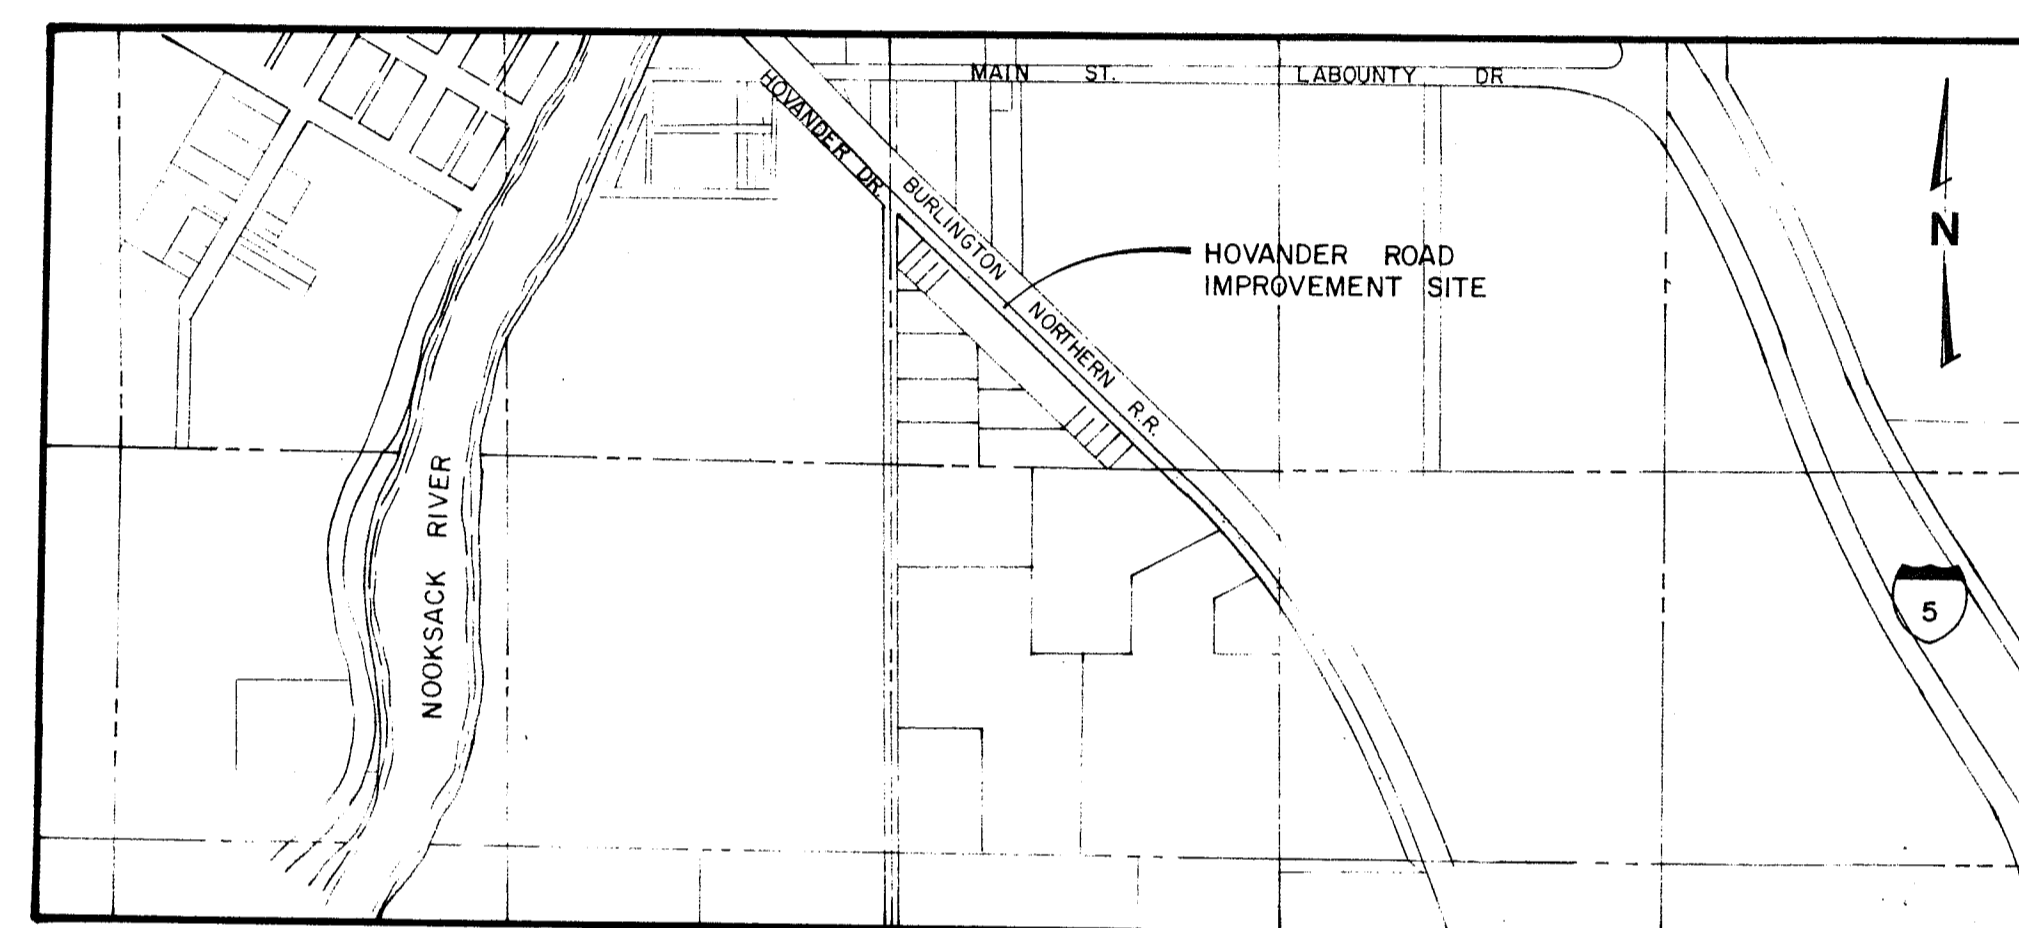 MAIN ST.
LABOUNTY DR
HOVANDER DR.
BURLINGTON NORTHERN R.R.
HOVANDER ROAD
IMPROVEMENT SITE
N
NOOKSACK RIVER
5